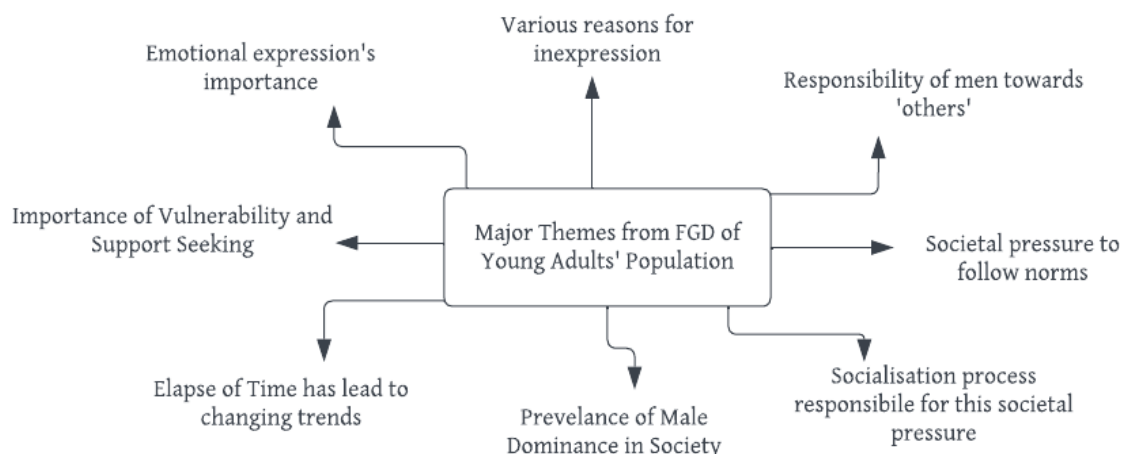 Various reasons for
inexpression
Emotional expression's
importance
Responsibility of men towards
'others'
Importance of Vulnerability and
Support Seeking
Major Themes from FGD of
Young Adults' Population
Societal pressure to
follow norms
Elapse of Time has lead to
changing trends
Prevelance of Male
Dominance in Society
Socialisation process
responsibile for this societal
pressure